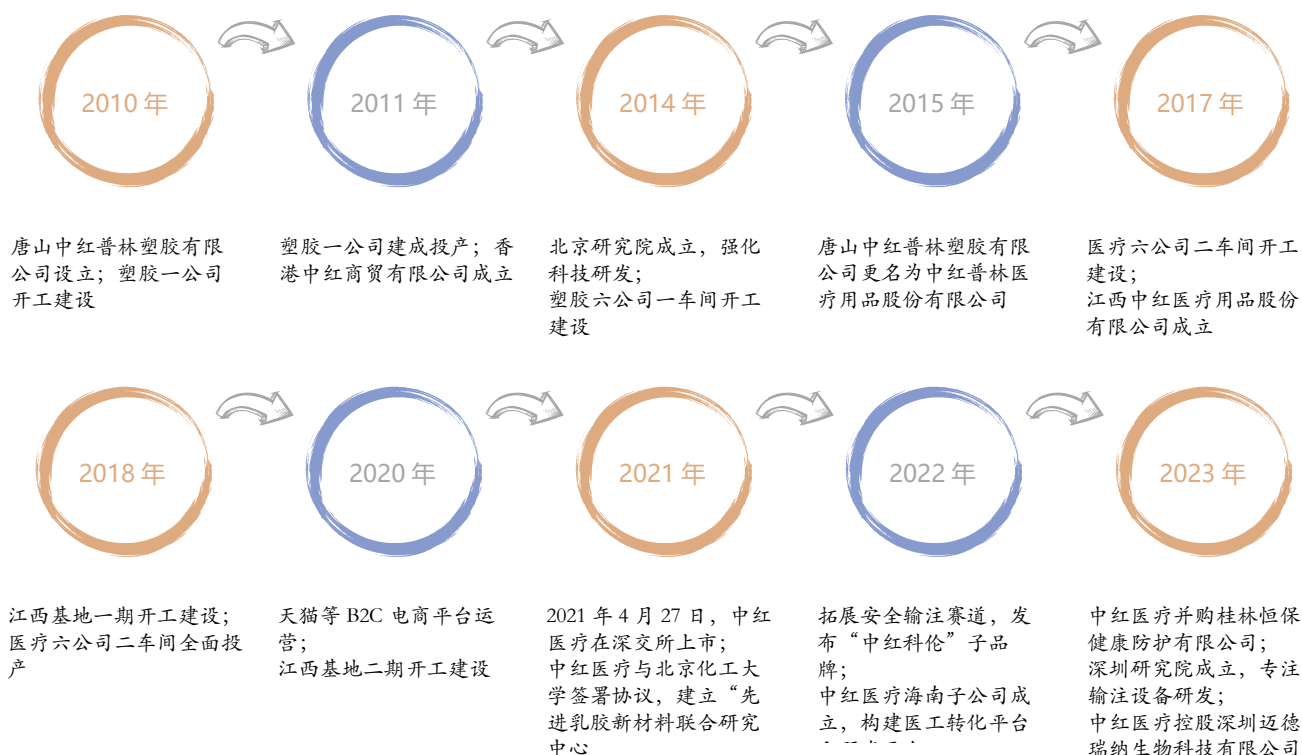 2010 年
2011 年
2014 年
2015 年
2017 年
唐山中红普林塑胶有限
公司设立；塑胶一公司
开工建设
塑胶一公司建成投产；香
港中红商贸有限公司成立
北京研究院成立，强化
科技研发；
塑胶六公司一车间开工
建设
唐山中红普林塑胶有限
公司更名为中红普林医
疗用品股份有限公司
医疗六公司二车间开工
建设；
江西中红医疗用品股份
有限公司成立
2018 年
2020 年
2021 年
2022 年
2023 年
江西基地一期开工建设；
医疗六公司二车间全面投
产
天猫等 B2C 电商平台运
营；
江西基地二期开工建设
2021 年 4 月 27 日，中红
医疗在深交所上市；
中红医疗与北京化工大
学签署协议，建立“先
进乳胶新材料联合研究
中心
拓展安全输注赛道，发
布“中红科伦”子品
牌；
中红医疗海南子公司成
立，构建医工转化平台
中红医疗并购桂林恒保
健康防护有限公司；
深圳研究院成立，专注
输注设备研发；
中红医疗控股深圳迈德
瑞纳生物科技有限公司